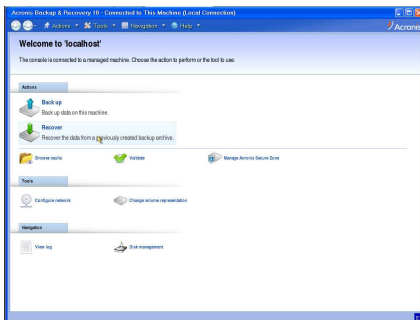 Acronis Backup & Recovery 10 - Connected to This Machine (Local Connection)
Actions Tools Navigation Help
Acronis
Welcome to 'localhost'
The console is connected to a managed machine. Choose the action to perform or the tool to use.
Actions
Back up
Back up data on this machine.
Recover
Recover the data from a previously created backup archive.
Browse vaults
Validate
Manage Acronis Secure Zone
Tools
Configure network
Change volume representation
Navigation
View log
Disk management